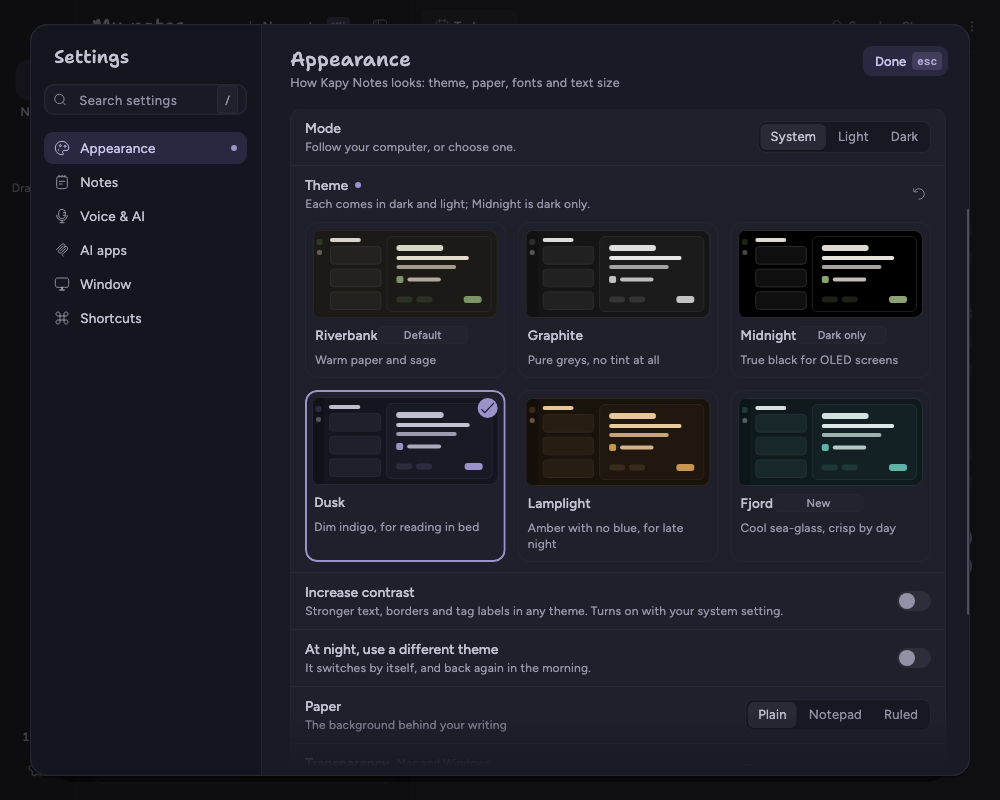 Settings
Search settings /
Appearance
Notes
Voice & AI
AI apps
Window
Shortcuts
Appearance
How Kapy Notes looks: theme, paper, fonts and text size
Done esc
Mode
Follow your computer, or choose one.
System Light Dark
Theme
Each comes in dark and light; Midnight is dark only.
Riverbank Default
Warm paper and sage
Graphite
Pure greys, no tint at all
Midnight Dark only
True black for OLED screens
Dusk
Dim indigo, for reading in bed
Lamplight
Amber with no blue, for late
night
Fjord New
Cool sea-glass, crisp by day
Increase contrast
Stronger text, borders and tag labels in any theme. Turns on with your system setting.
At night, use a different theme
It switches by itself, and back again in the morning.
Paper
The background behind your writing
Plain Notepad Ruled
Transparency Mac and Windows